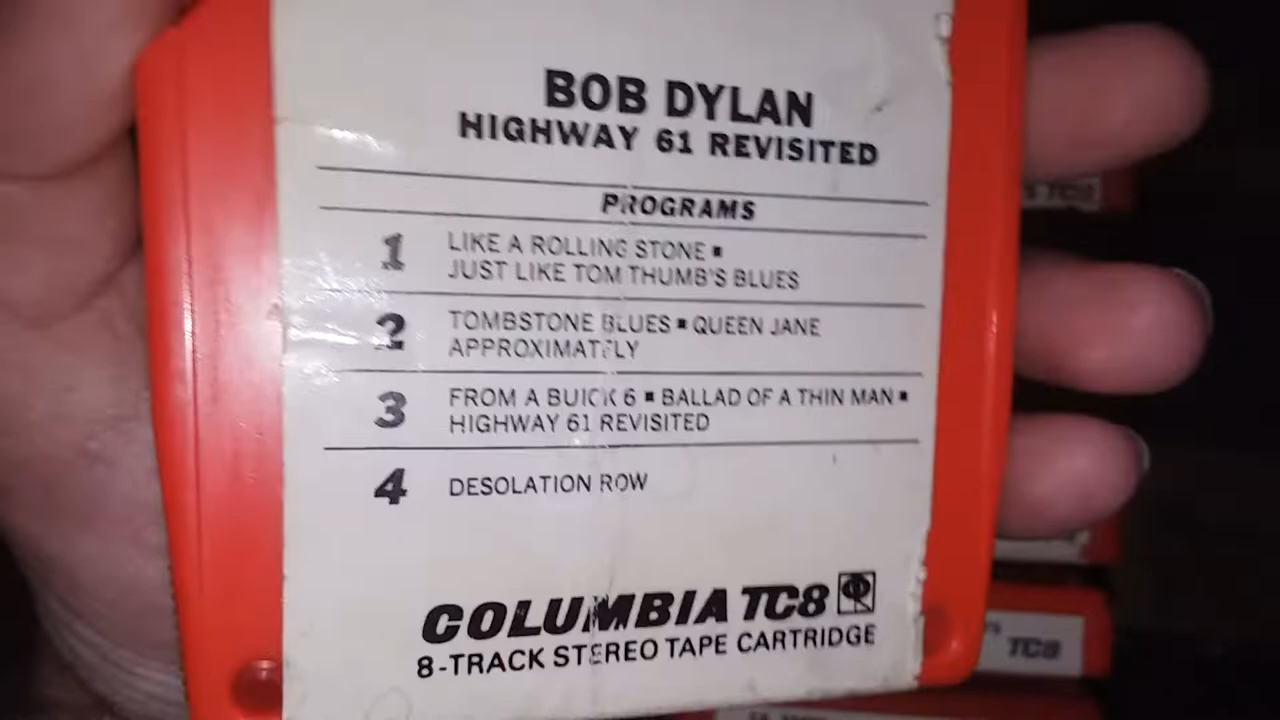 BOB DYLAN
HIGHWAY 61 REVISITED
PROGRAMS
1 LIKE A ROLLING STONE ■
JUST LIKE TOM THUMB'S BLUES
2 TOMBSTONE BLUES ■ QUEEN JANE
APPROXIMATELY
3 FROM A BUICK 6 ■ BALLAD OF A THIN MAN ■
HIGHWAY 61 REVISITED
4 DESOLATION ROW
COLUMBIA TC8
8-TRACK STEREO TAPE CARTRIDGE
TC8